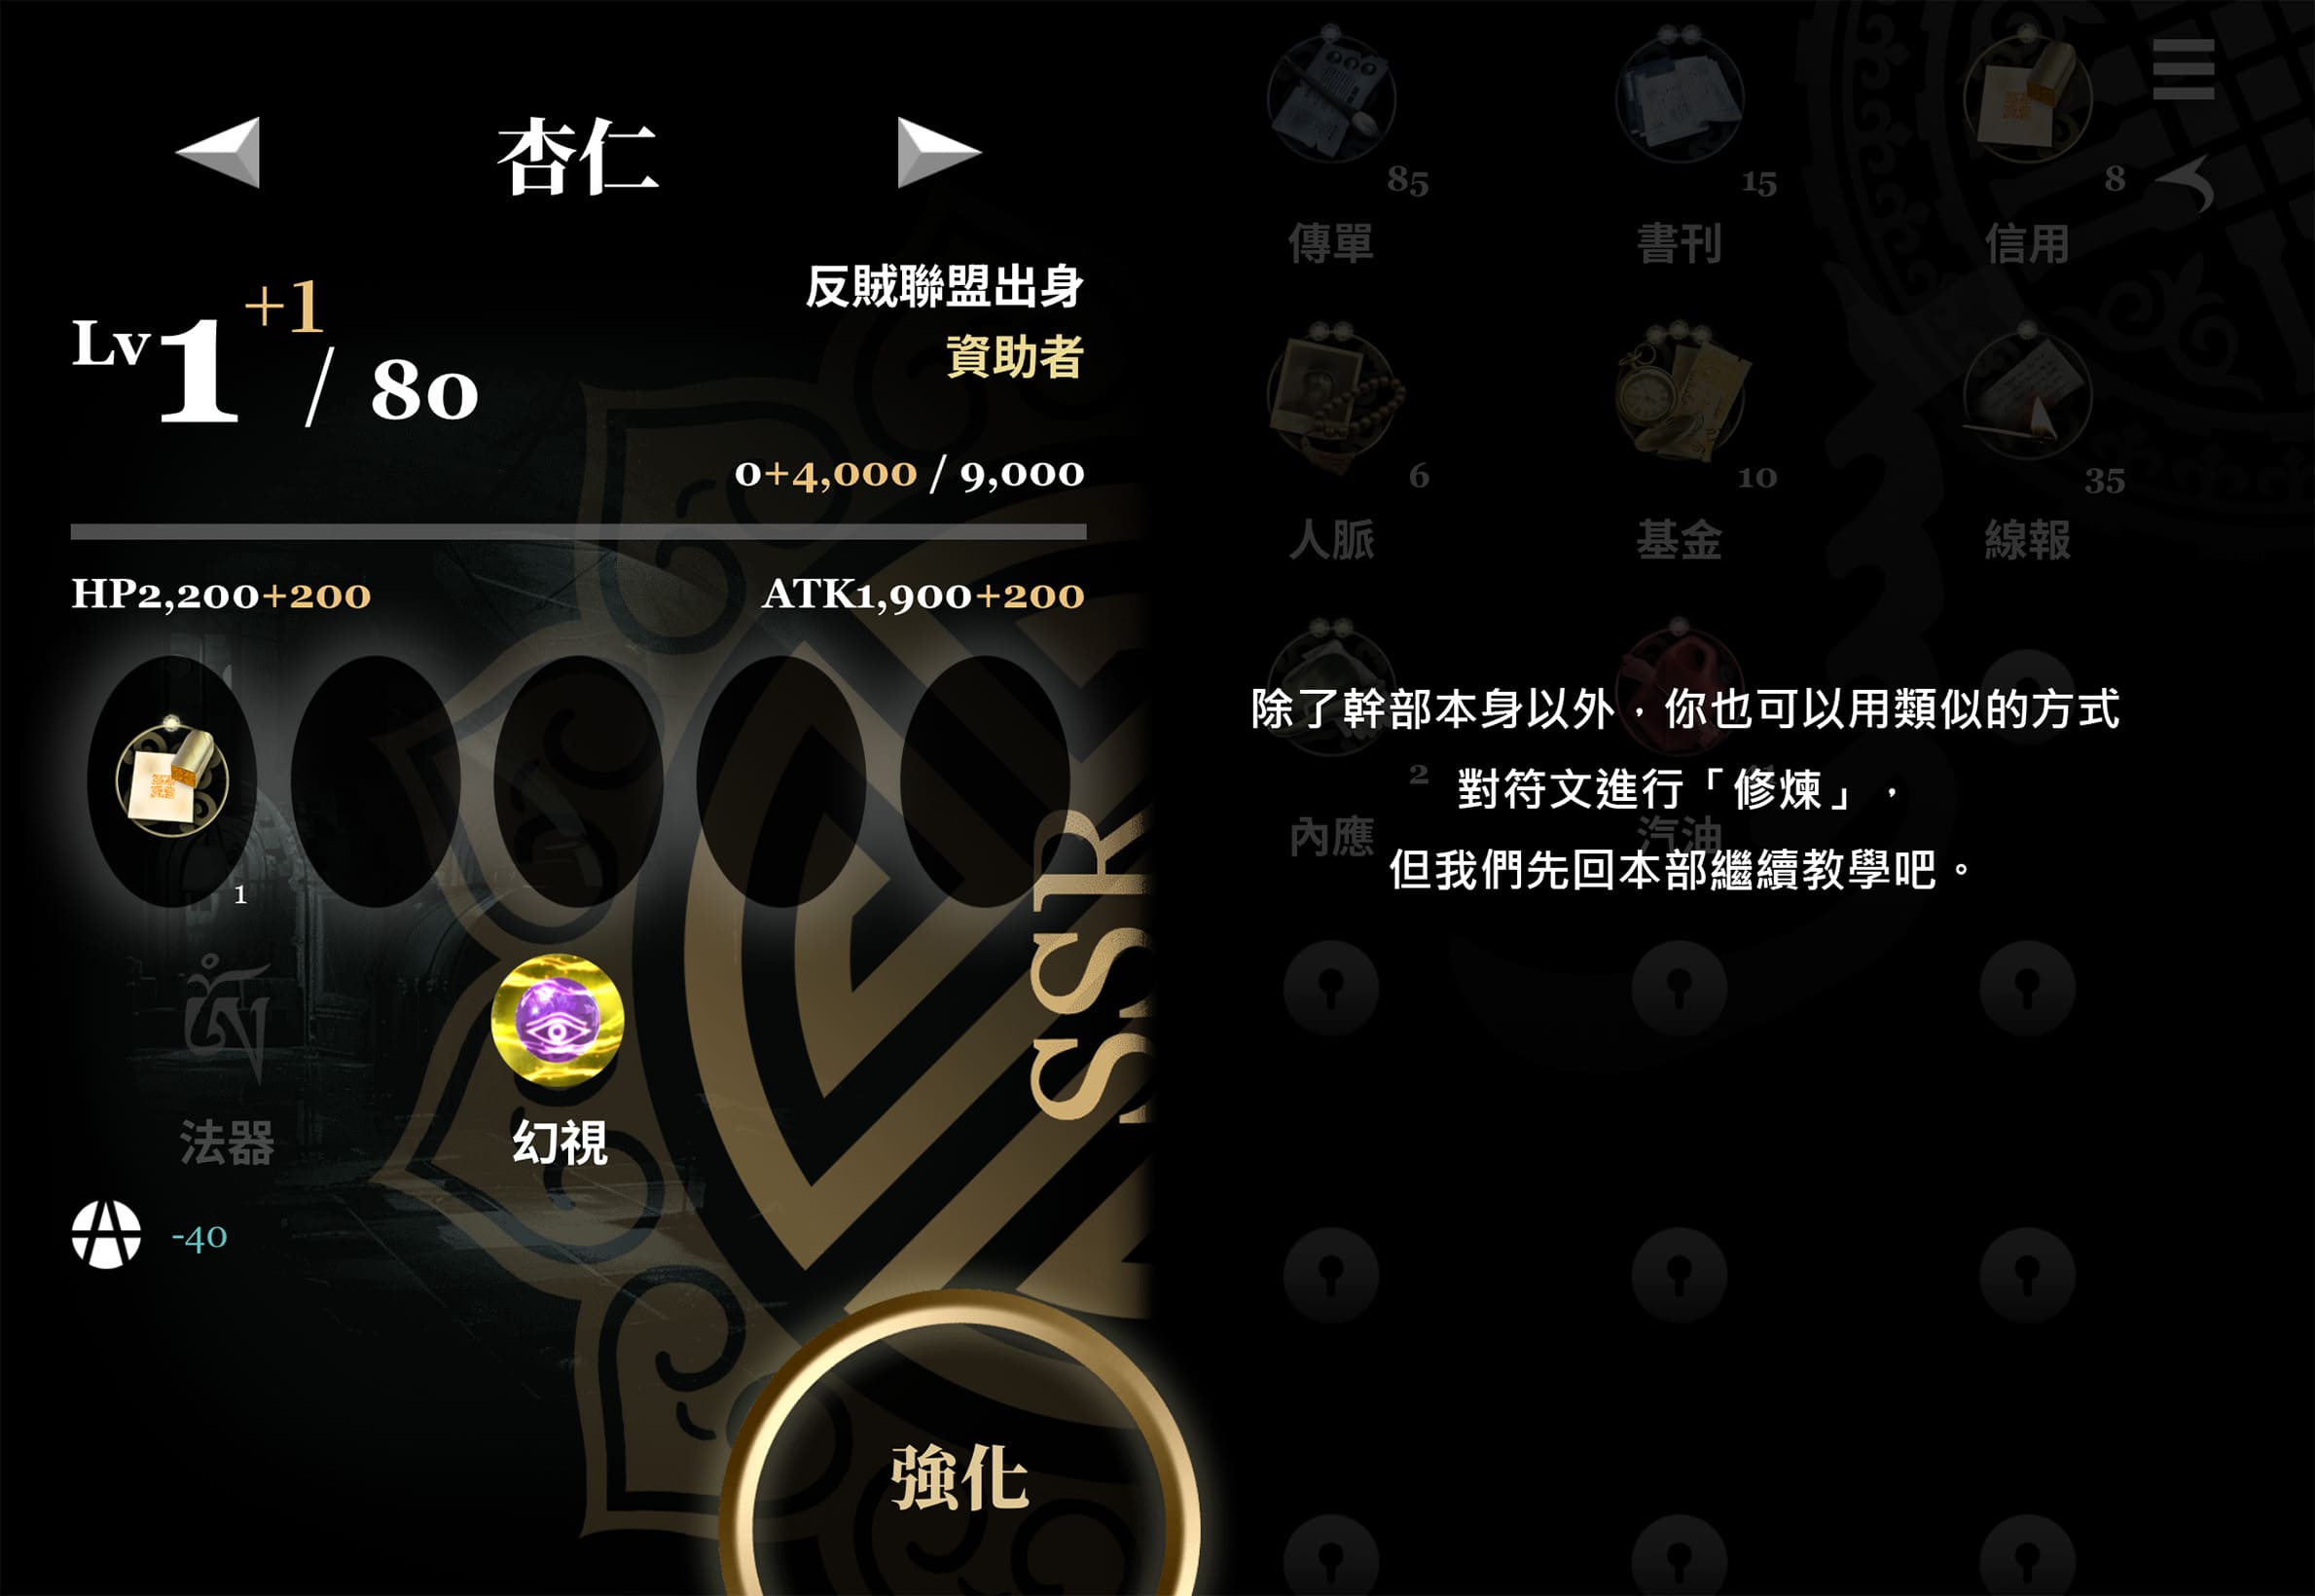 杏仁
Lv1+1 / 80
反賊聯盟出身
資助者
0+4,000 / 9,000
HP2,200+200
ATK1,900+200
1
SSR
法器
幻視
-40
強化
85
15
8
傳單
書刊
信用
6
10
35
人脈
基金
線報
除了幹部本身以外，你也可以用類似的方式
對符文進行「修煉」，
但我們先回本部繼續教學吧。
2
內應
汽油